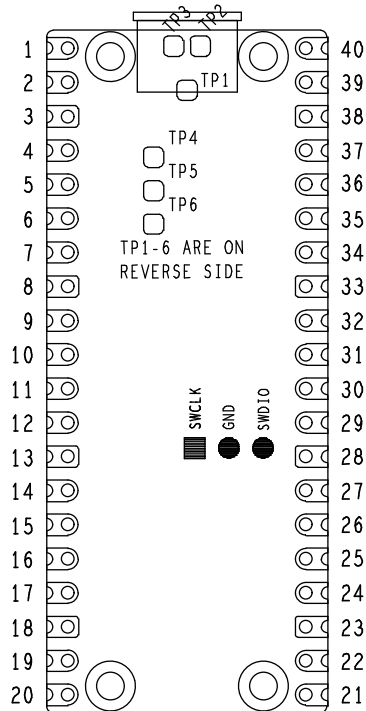 TP3 TP2
1 40
2 TP1 39
3 38
4 TP4 37
5 TP5 36
6 TP6 35
7 TP1-6 ARE ON 34
8 REVERSE SIDE 33
9 32
10 31
11 30
12 SWCLK GND SWDIO 29
13 28
14 27
15 26
16 25
17 24
18 23
19 22
20 21